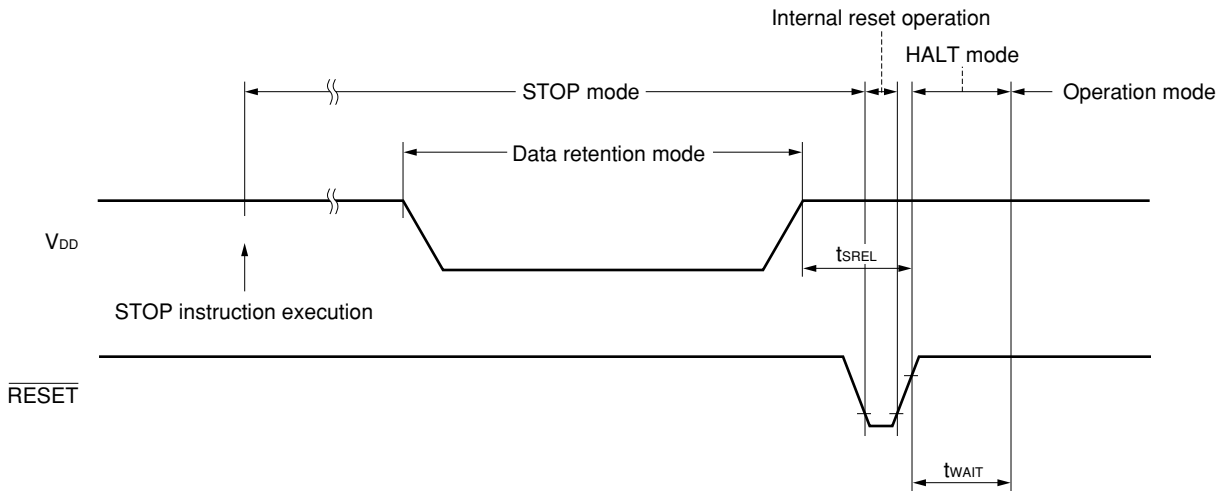 Internal reset operation
HALT mode
STOP mode
Operation mode
Data retention mode
VDD
tSREL
STOP instruction execution
RESET
tWAIT